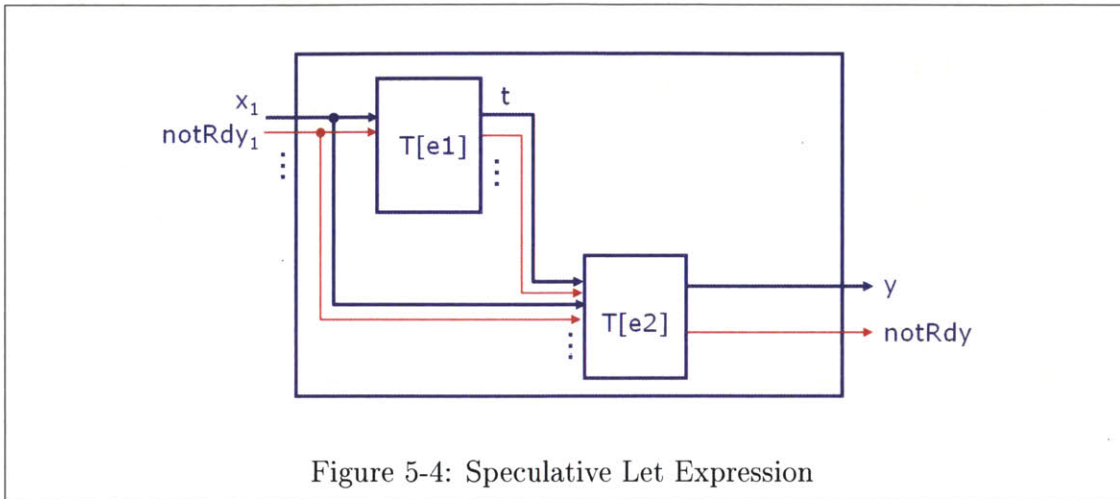 t
x₁
notRdy₁
T[e1]
T[e2]
y
notRdy
Figure 5-4: Speculative Let Expression